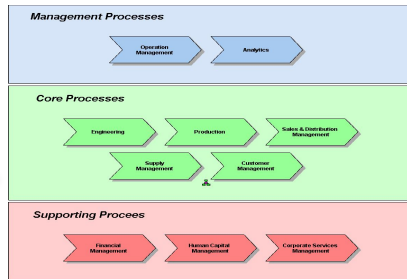 Management Processes
Operation
Management
Analytics
Core Processes
Engineering
Production
Sales & Distribution
Management
Supply
Management
Customer
Management
Supporting Procees
Financial
Management
Human Capital
Management
Corporate Services
Management